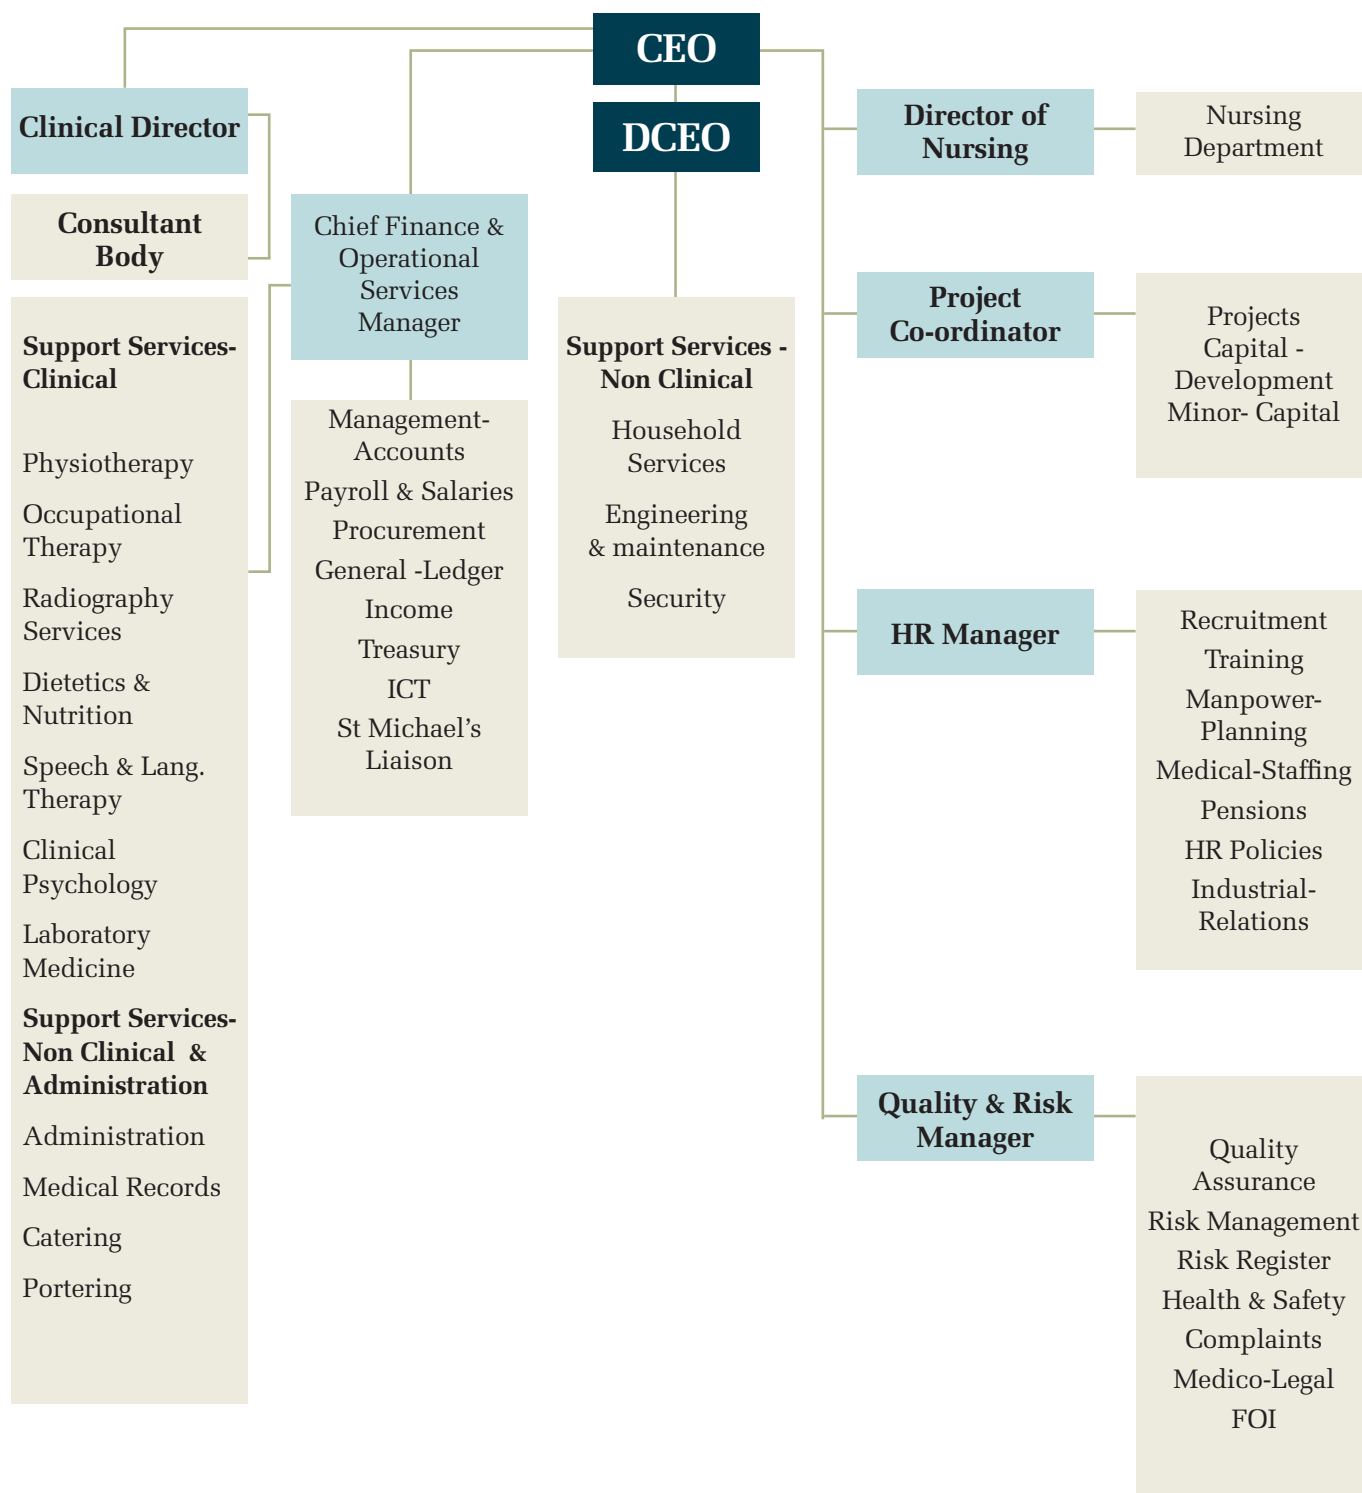 CEO
DCEO
Clinical Director
Consultant
Body
Support Services-
Clinical
Physiotherapy
Occupational
Therapy
Radiography
Services
Dietetics &
Nutrition
Speech & Lang.
Therapy
Clinical
Psychology
Laboratory
Medicine
Support Services-
Non Clinical &
Administration
Administration
Medical Records
Catering
Portering
Chief Finance &
Operational
Services
Manager
Management-
Accounts
Payroll & Salaries
Procurement
General -Ledger
Income
Treasury
ICT
St Michael’s
Liaison
Support Services -
Non Clinical
Household
Services
Engineering
& maintenance
Security
Director of
Nursing
Nursing
Department
Project
Co-ordinator
Projects
Capital -
Development
Minor- Capital
HR Manager
Recruitment
Training
Manpower-
Planning
Medical-Staffing
Pensions
HR Policies
Industrial-
Relations
Quality & Risk
Manager
Quality
Assurance
Risk Management
Risk Register
Health & Safety
Complaints
Medico-Legal
FOI